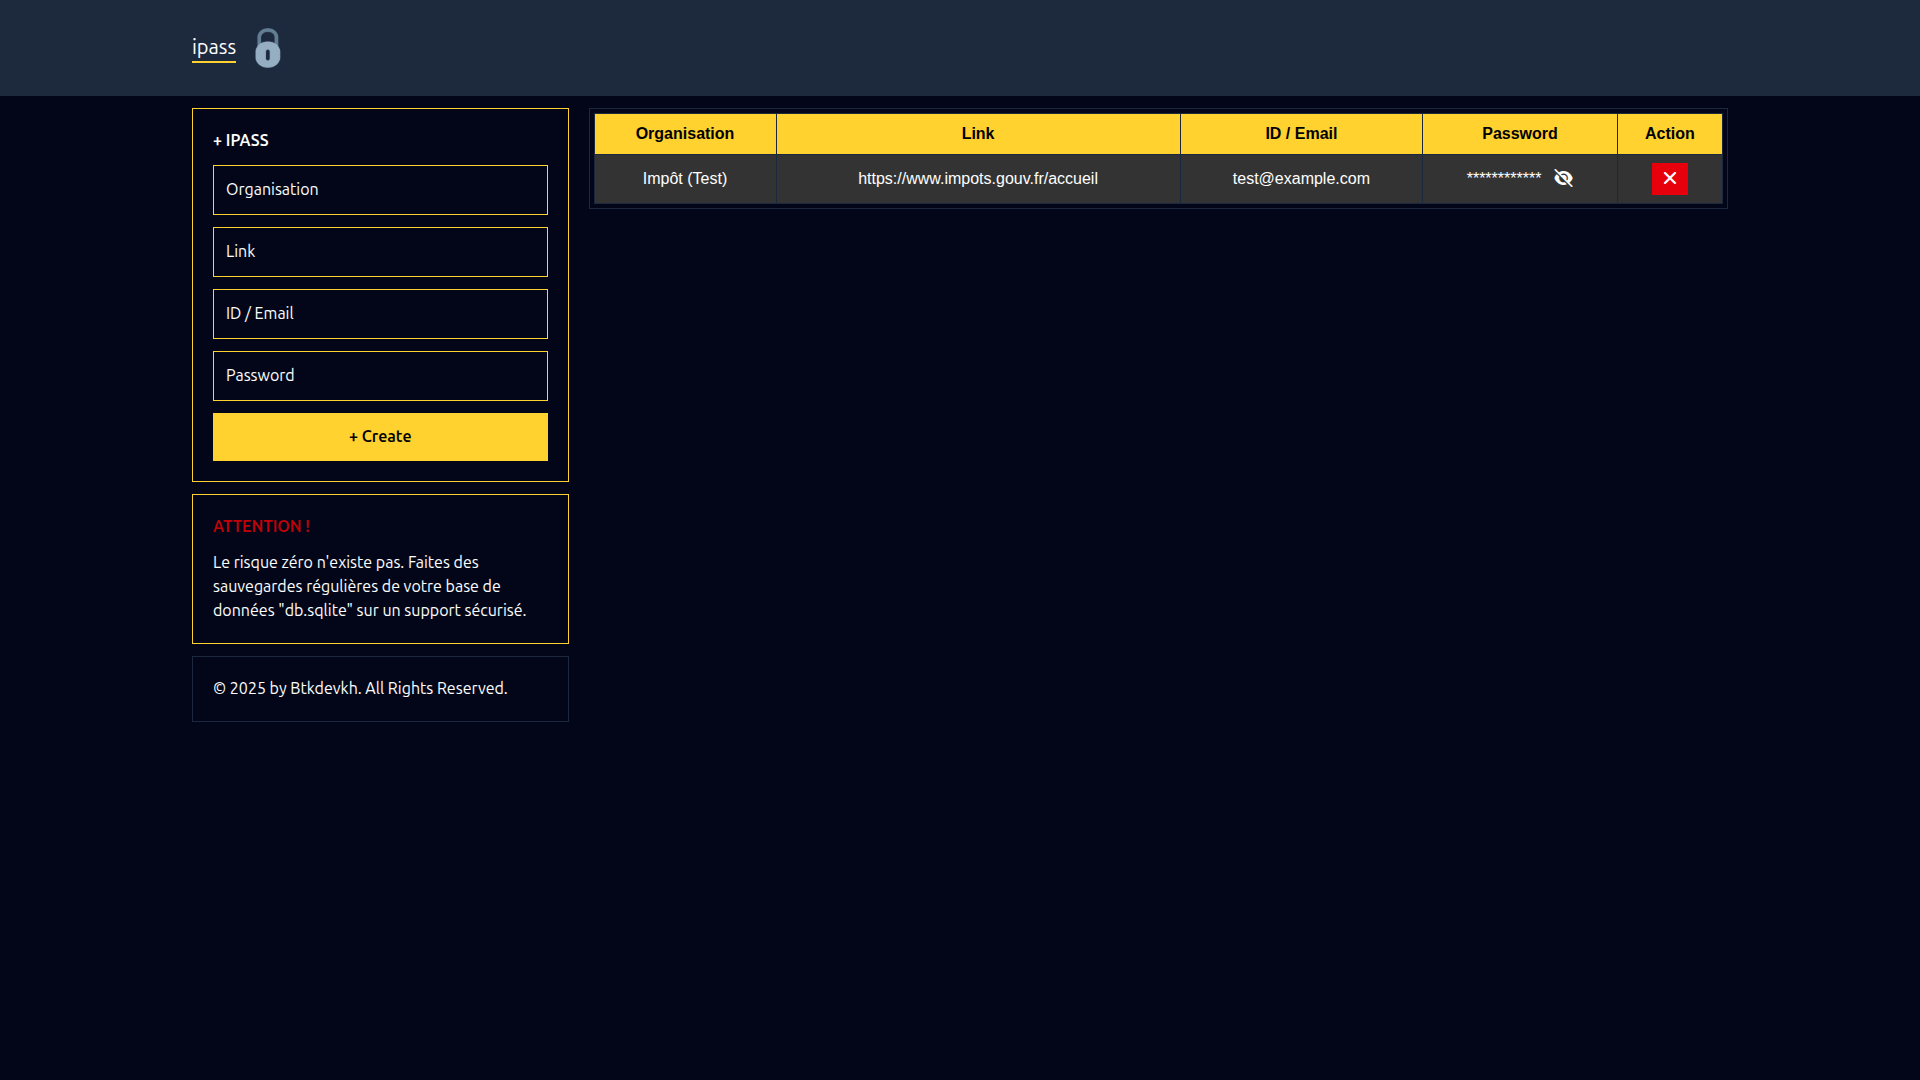 ipass
+ IPASS
Organisation
Link
ID / Email
Password
+ Create
ATTENTION !
Le risque zéro n'existe pas. Faites des
sauvegardes régulières de votre base de
données "db.sqlite" sur un support sécurisé.
© 2025 by Btkdevkh. All Rights Reserved.
Organisation Link ID / Email Password Action
Impôt (Test) https://www.impots.gouv.fr/accueil test@example.com ************